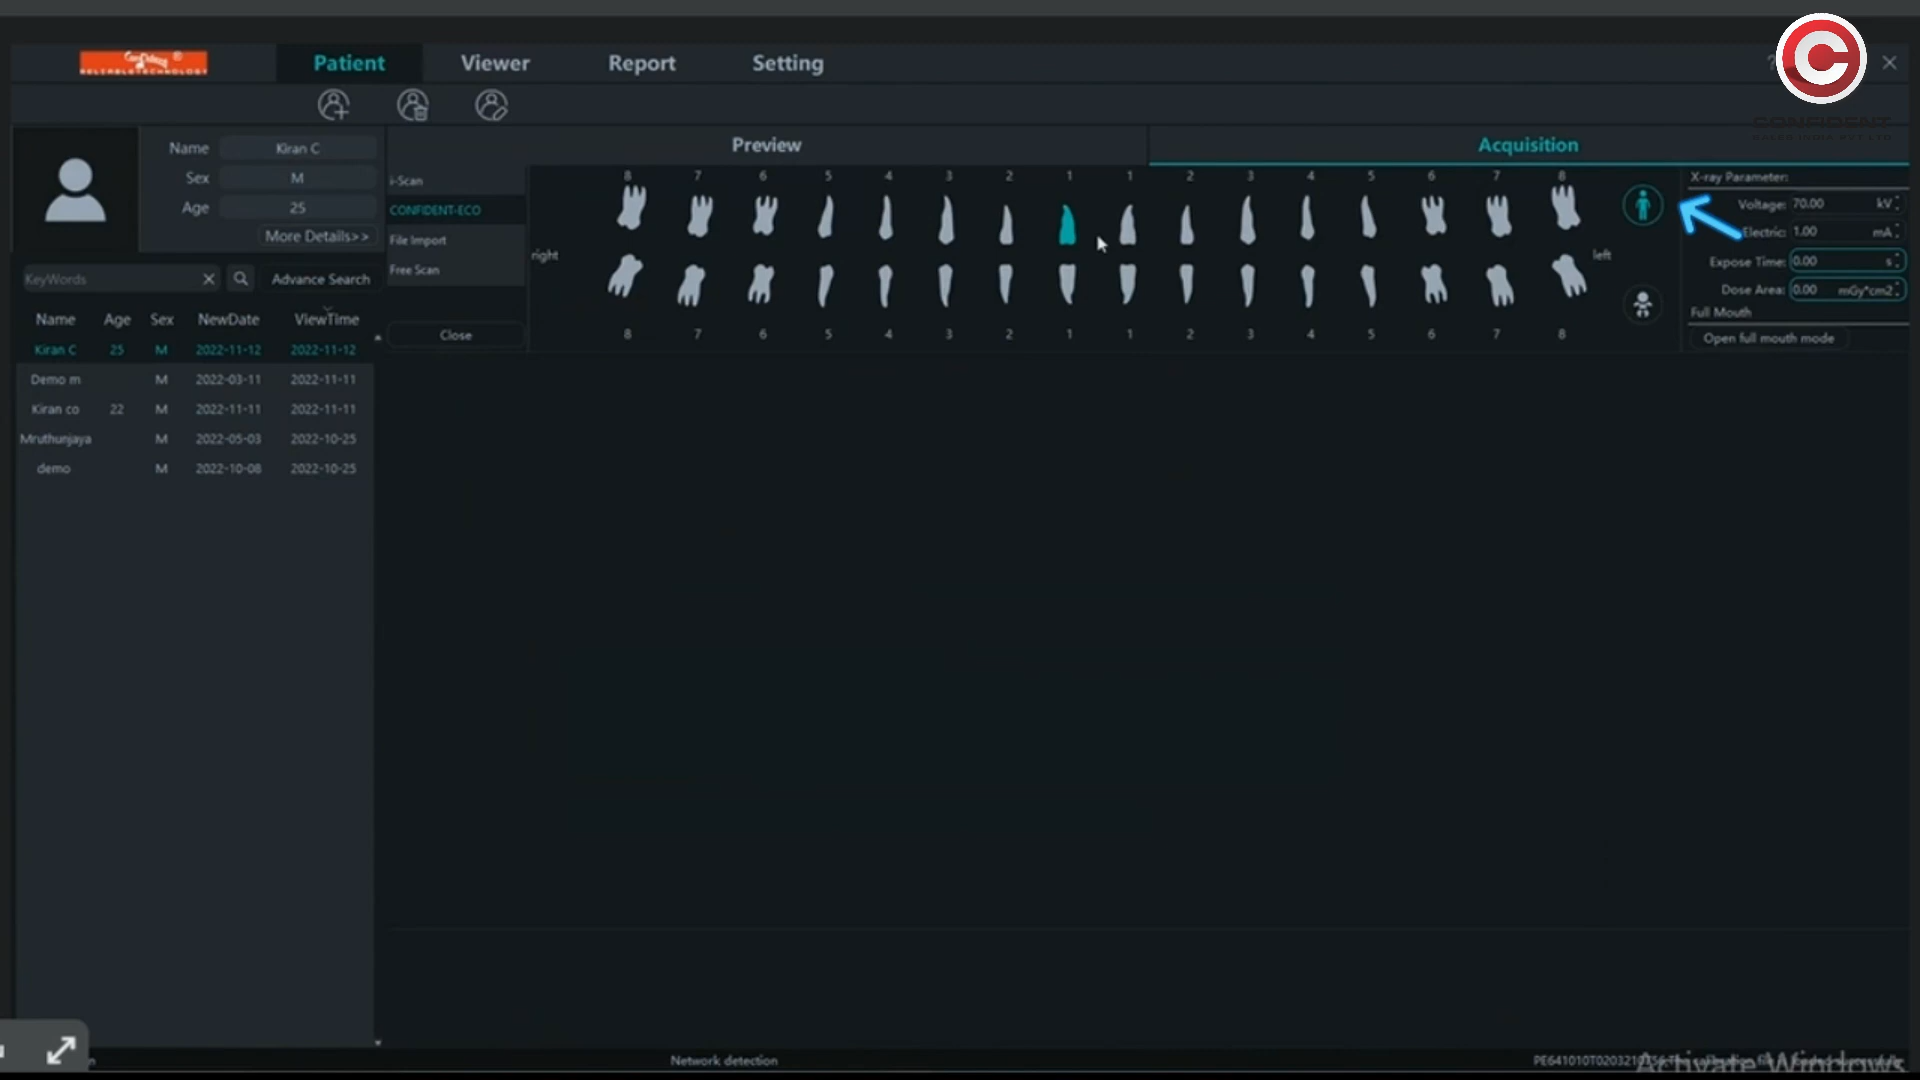 Patient Viewer Report Setting
Name Kiran C
Sex M
Age 25
More Details>>
Preview Acquisition
KeyWords Advance Search
Name Age Sex NewDate ViewTime
Kiran C 25 M 2022-11-12 2022-11-12
Demo m M 2022-03-11 2022-11-11
Kiran co 22 M 2022-11-11 2022-11-11
Mruthunjaya M 2022-05-03 2022-10-25
demo M 2022-10-08 2022-10-25
i-Scan
CONFIDENT-ECO
File Import
Free Scan
Close
8 7 6 5 4 3 2 1 1 2 3 4 5 6 7 8
right left
8 7 6 5 4 3 2 1 1 2 3 4 5 6 7 8
X-ray Parameter:
Voltage: 70.00 kV
Electric: 1.00 mA
Expose Time: 0.00 s
Dose Area: 0.00 mGy*cm2
Full Mouth
Open full mouth mode
CONFIDENT
Network detection
Activate Windows